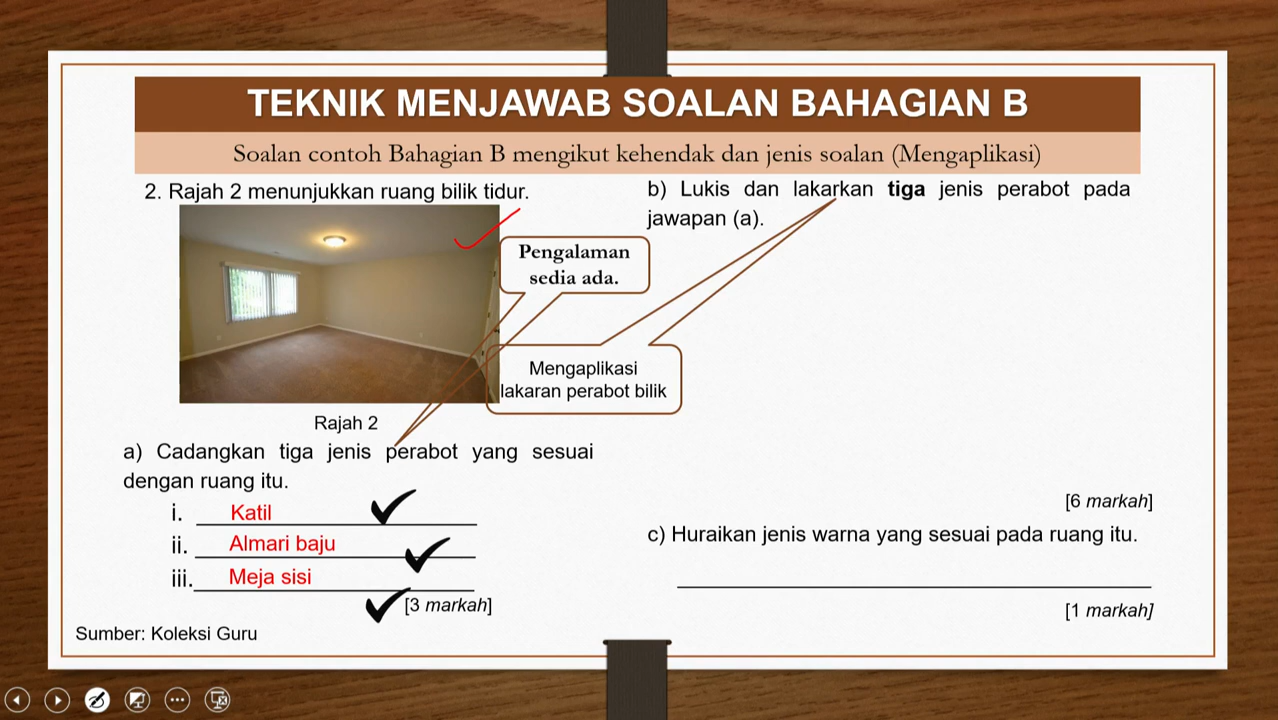 TEKNIK MENJAWAB SOALAN BAHAGIAN B
Soalan contoh Bahagian B mengikut kehendak dan jenis soalan (Mengaplikasi)
2. Rajah 2 menunjukkan ruang bilik tidur.
Pengalaman
sedia ada.
Mengaplikasi
lakaran perabot bilik
Rajah 2
a) Cadangkan tiga jenis perabot yang sesuai
dengan ruang itu.
i. Katil
ii. Almari baju
iii. Meja sisi
[3 markah]
Sumber: Koleksi Guru
b) Lukis dan lakarkan tiga jenis perabot pada
jawapan (a).
[6 markah]
c) Huraikan jenis warna yang sesuai pada ruang itu.
[1 markah]